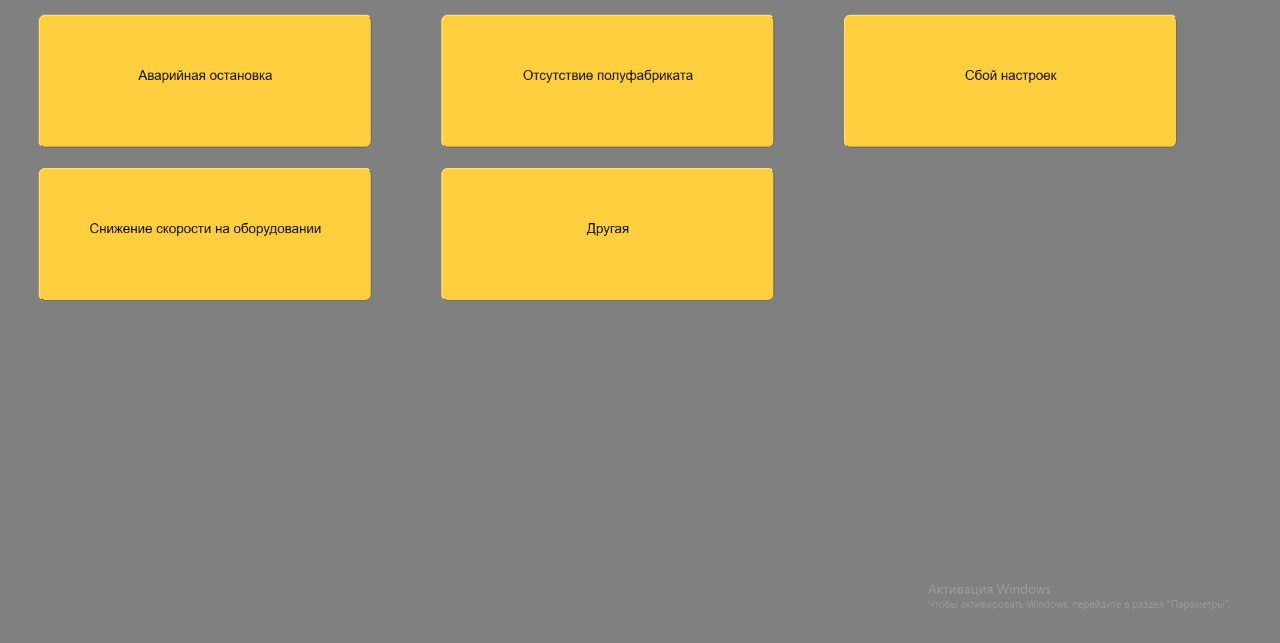 Аварийная остановка
Отсутствие полуфабриката
Сбой настроек
Снижение скорости на оборудовании
Другая
Активация Windows
Чтобы активировать Windows, перейдите в раздел "Параметры".